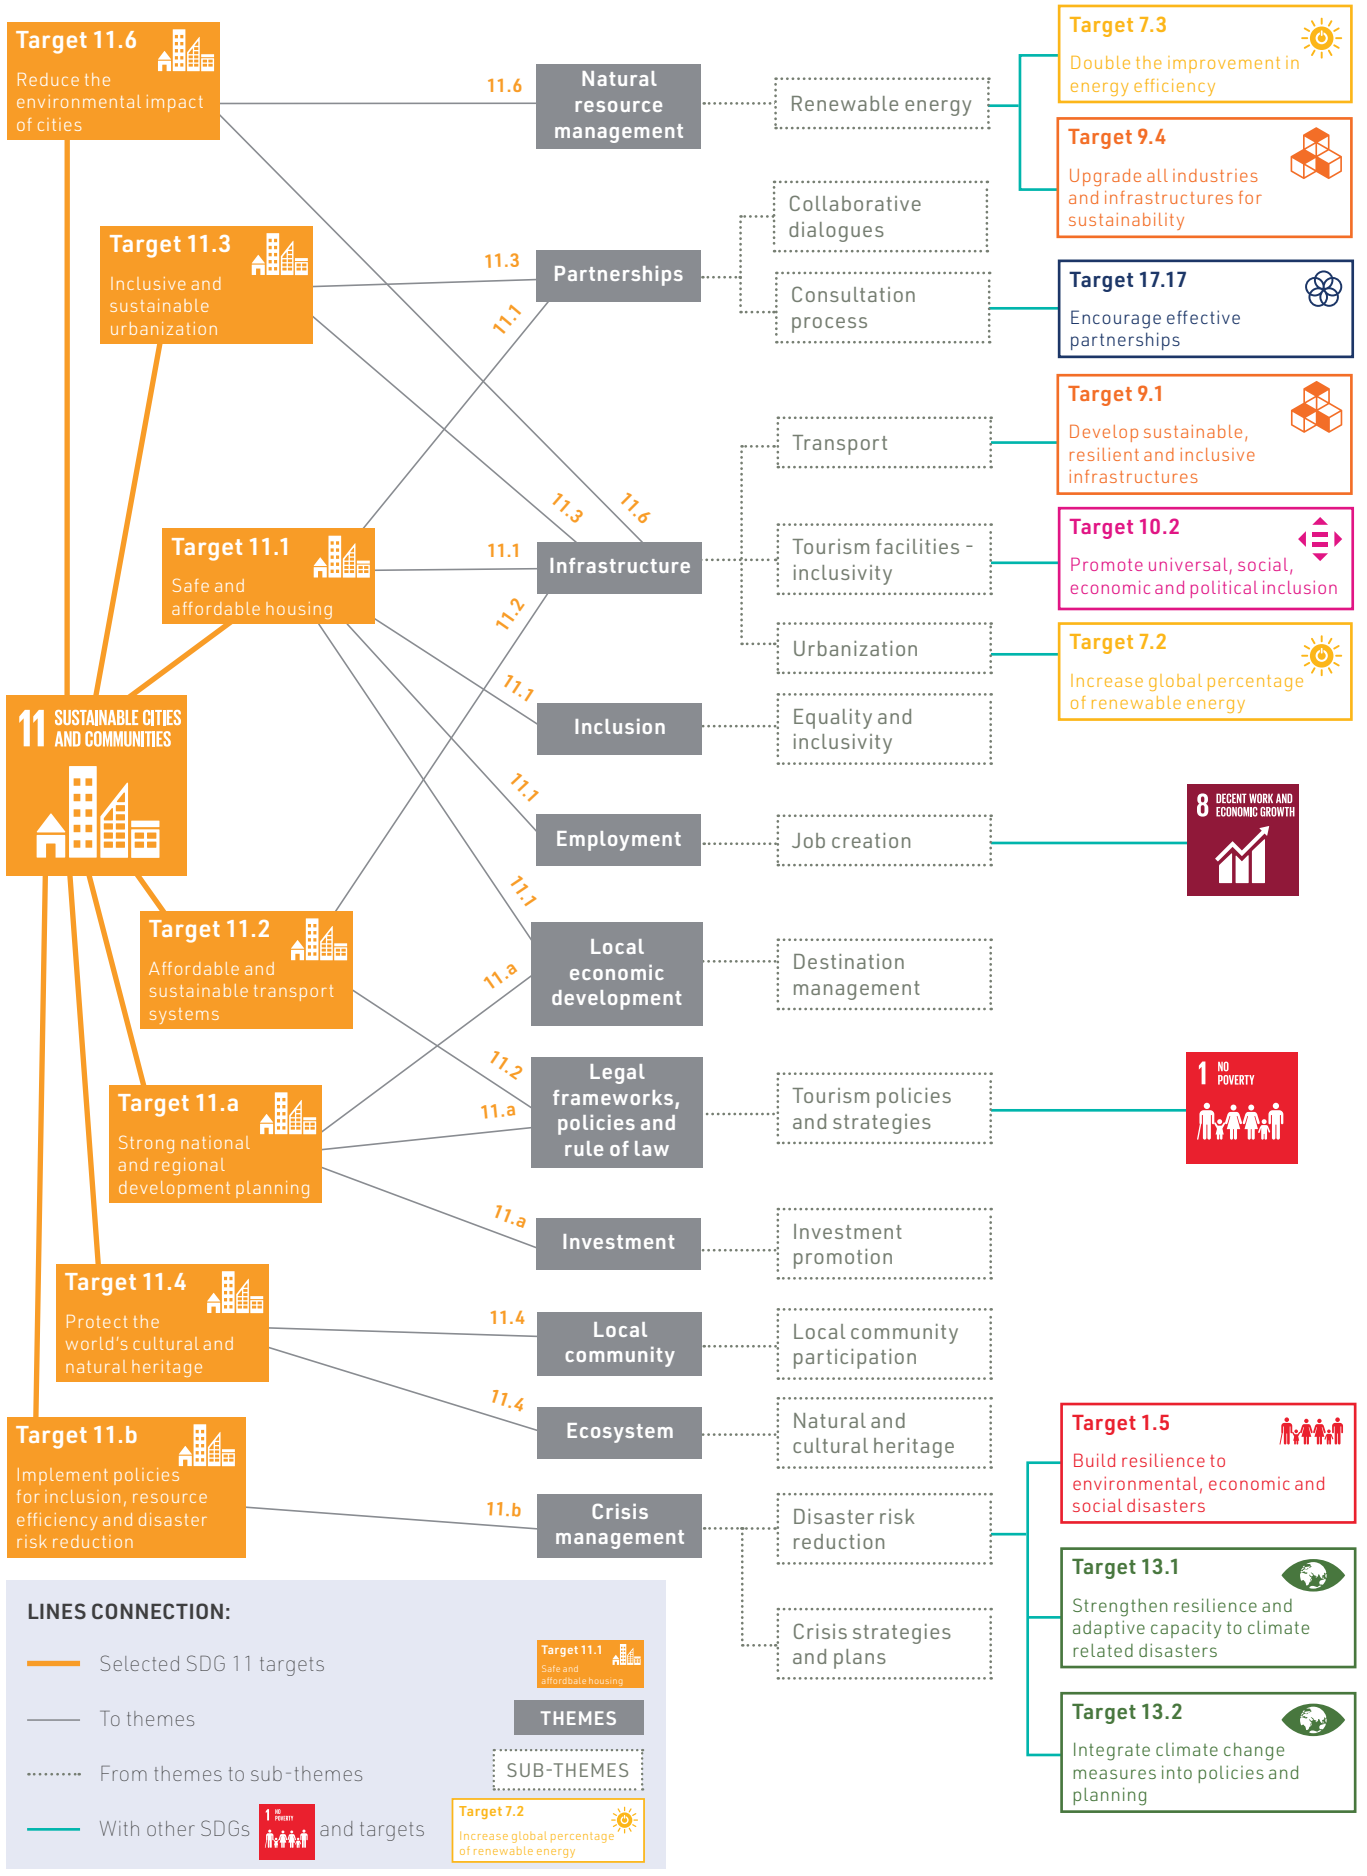 Target 11.6
Reduce the
environmental impact
of cities
11.6
Natural
resource
management
Renewable energy
Target 7.3
Double the improvement in
energy efficiency
Target 9.4
Upgrade all industries
and infrastructures for
sustainability
Target 11.3
Inclusive and
sustainable
urbanization
11.3
11.1
Partnerships
Collaborative
dialogues
Consultation
process
Target 17.17
Encourage effective
partnerships
Target 11.1
Safe and
affordable housing
11.3
11.6
11.1
11.2
Infrastructure
Transport
Tourism facilities -
inclusivity
Urbanization
Target 9.1
Develop sustainable,
resilient and inclusive
infrastructures
Target 10.2
Promote universal, social,
economic and political inclusion
Target 7.2
Increase global percentage
of renewable energy
11 SUSTAINABLE CITIES
AND COMMUNITIES
11.1
Inclusion
Equality and
inclusivity
11.1
Employment
Job creation
8 DECENT WORK AND
ECONOMIC GROWTH
Target 11.2
Affordable and
sustainable transport
systems
11.1
11.a
Local
economic
development
Destination
management
Target 11.a
Strong national
and regional
development planning
11.2
11.a
Legal
frameworks,
policies and
rule of law
Tourism policies
and strategies
1 NO
POVERTY
11.a
Investment
Investment
promotion
Target 11.4
Protect the
world's cultural and
natural heritage
11.4
Local
community
Local community
participation
11.4
Ecosystem
Natural and
cultural heritage
Target 11.b
Implement policies
for inclusion, resource
efficiency and disaster
risk reduction
11.b
Crisis
management
Disaster risk
reduction
Crisis strategies
and plans
Target 1.5
Build resilience to
environmental, economic and
social disasters
Target 13.1
Strengthen resilience and
adaptive capacity to climate
related disasters
Target 13.2
Integrate climate change
measures into policies and
planning
LINES CONNECTION:
Selected SDG 11 targets
Target 11.1
Safe and
affordbale housing
To themes
THEMES
From themes to sub-themes
SUB-THEMES
With other SDGs
1 NO
POVERTY
and targets
Target 7.2
Increase global percentage
of renewable energy